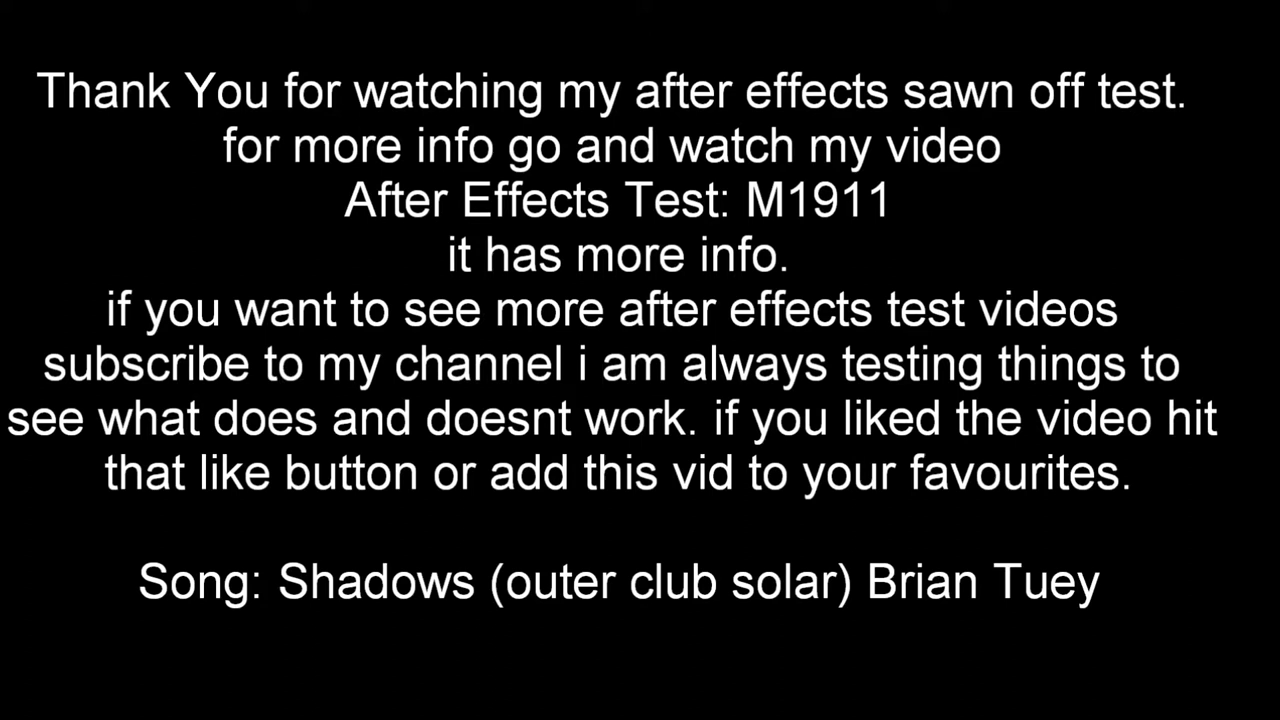 Thank You for watching my after effects sawn off test.
for more info go and watch my video
After Effects Test: M1911
it has more info.
if you want to see more after effects test videos
subscribe to my channel i am always testing things to
see what does and doesnt work. if you liked the video hit
that like button or add this vid to your favourites.
Song: Shadows (outer club solar) Brian Tuey